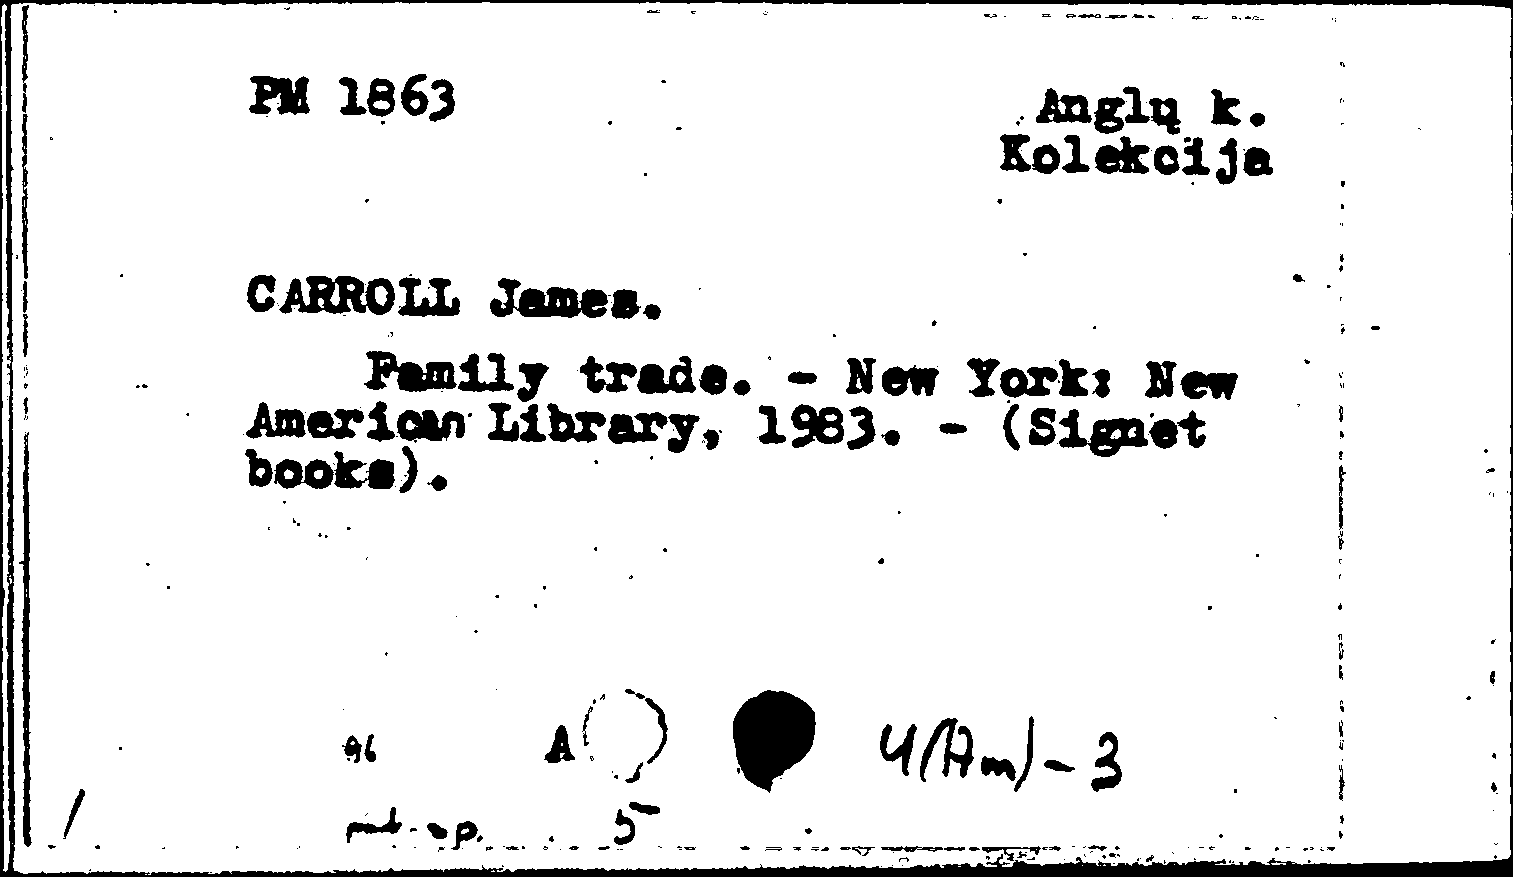 PM 1863
Anglų k.
Kolekcija
CARROLL James.
Family trade. - New York: New
American Library, 1983. - (Signet
books).
96
A
4(Am)-3
5